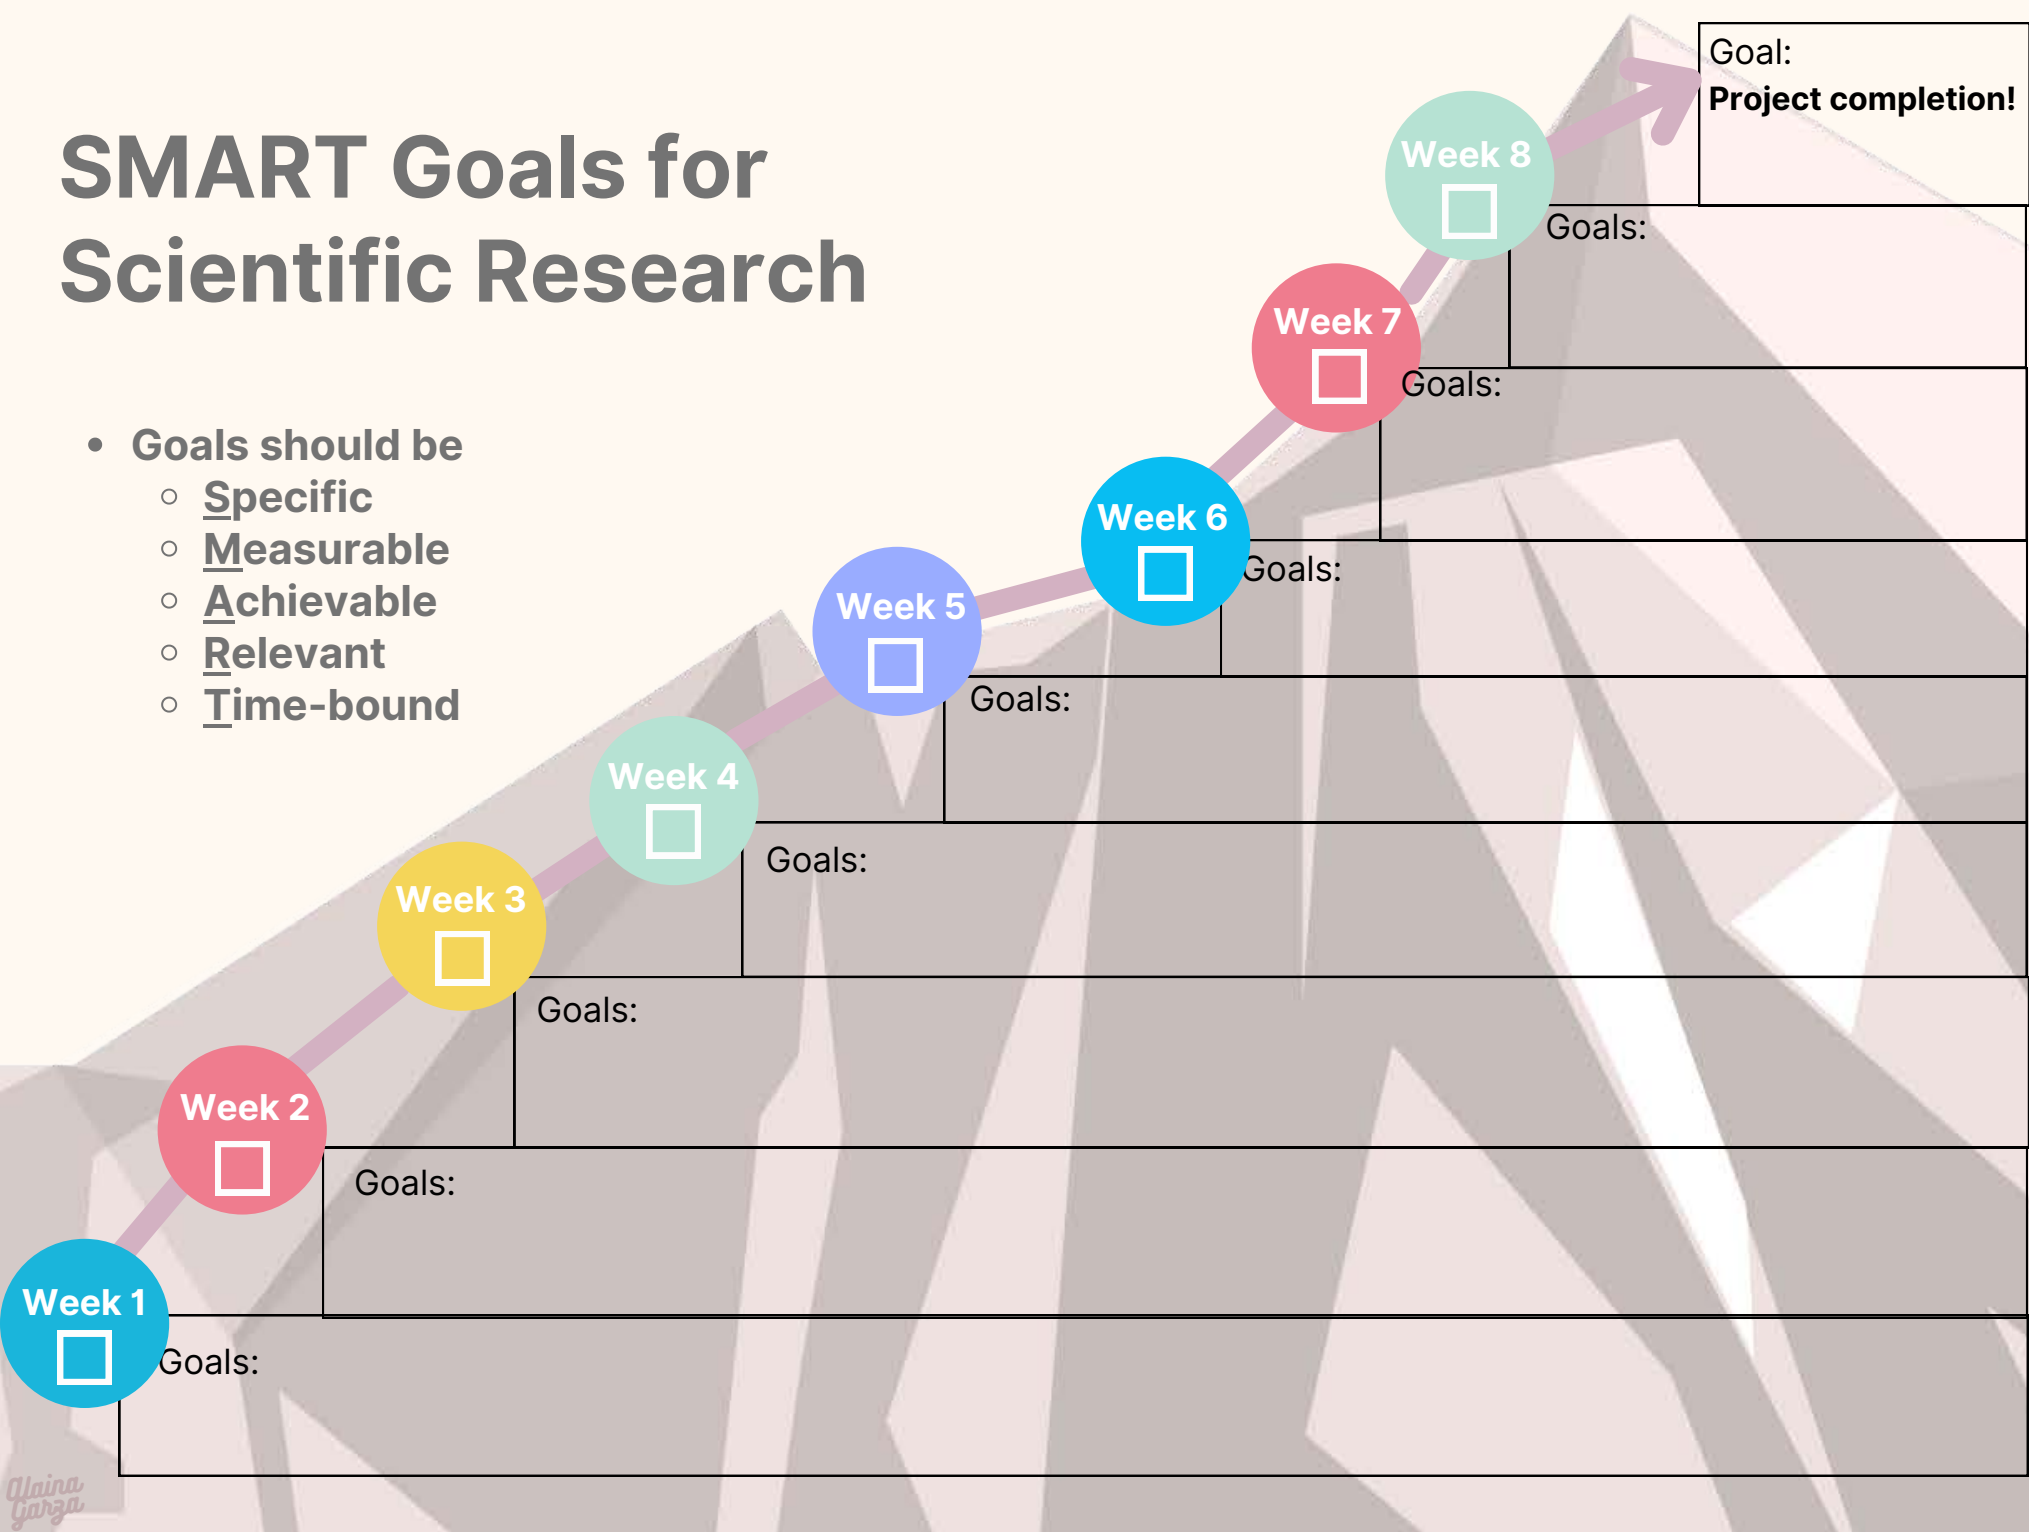 SMART Goals for
Scientific Research
• Goals should be
○ Specific
○ Measurable
○ Achievable
○ Relevant
○ Time-bound
Goal:
Project completion!
Week 8
Goals:
Week 7
Goals:
Week 6
Goals:
Week 5
Goals:
Week 4
Goals:
Week 3
Goals:
Week 2
Goals:
Week 1
Goals:
Alaina
Garza